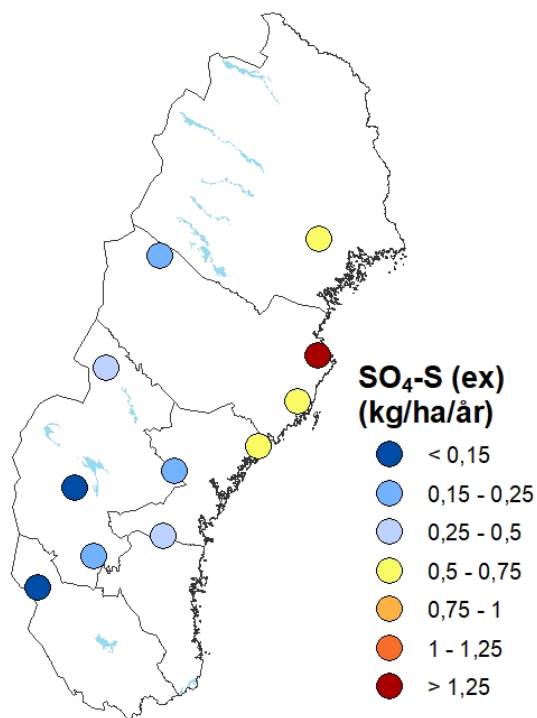 SO₄-S (ex)
(kg/ha/år)
< 0,15
0,15 - 0,25
0,25 - 0,5
0,5 - 0,75
0,75 - 1
1 - 1,25
> 1,25